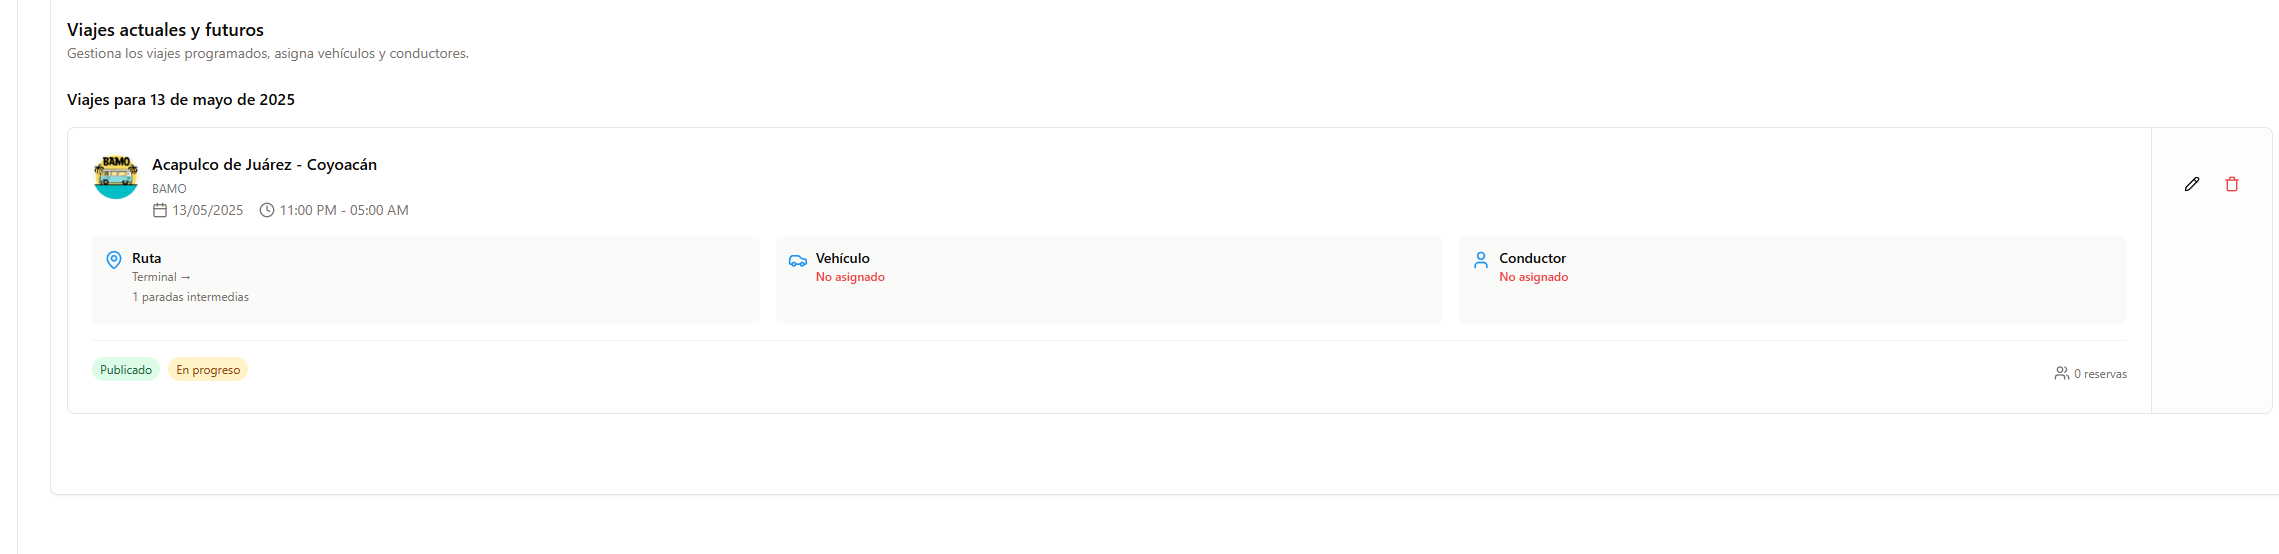 Viajes actuales y futuros
Gestiona los viajes programados, asigna vehículos y conductores.
Viajes para 13 de mayo de 2025
BAMO
Acapulco de Juárez - Coyoacán
BAMO
13/05/2025 11:00 PM - 05:00 AM
Ruta
Terminal →
1 paradas intermedias
Vehículo
No asignado
Conductor
No asignado
Publicado En progreso
0 reservas